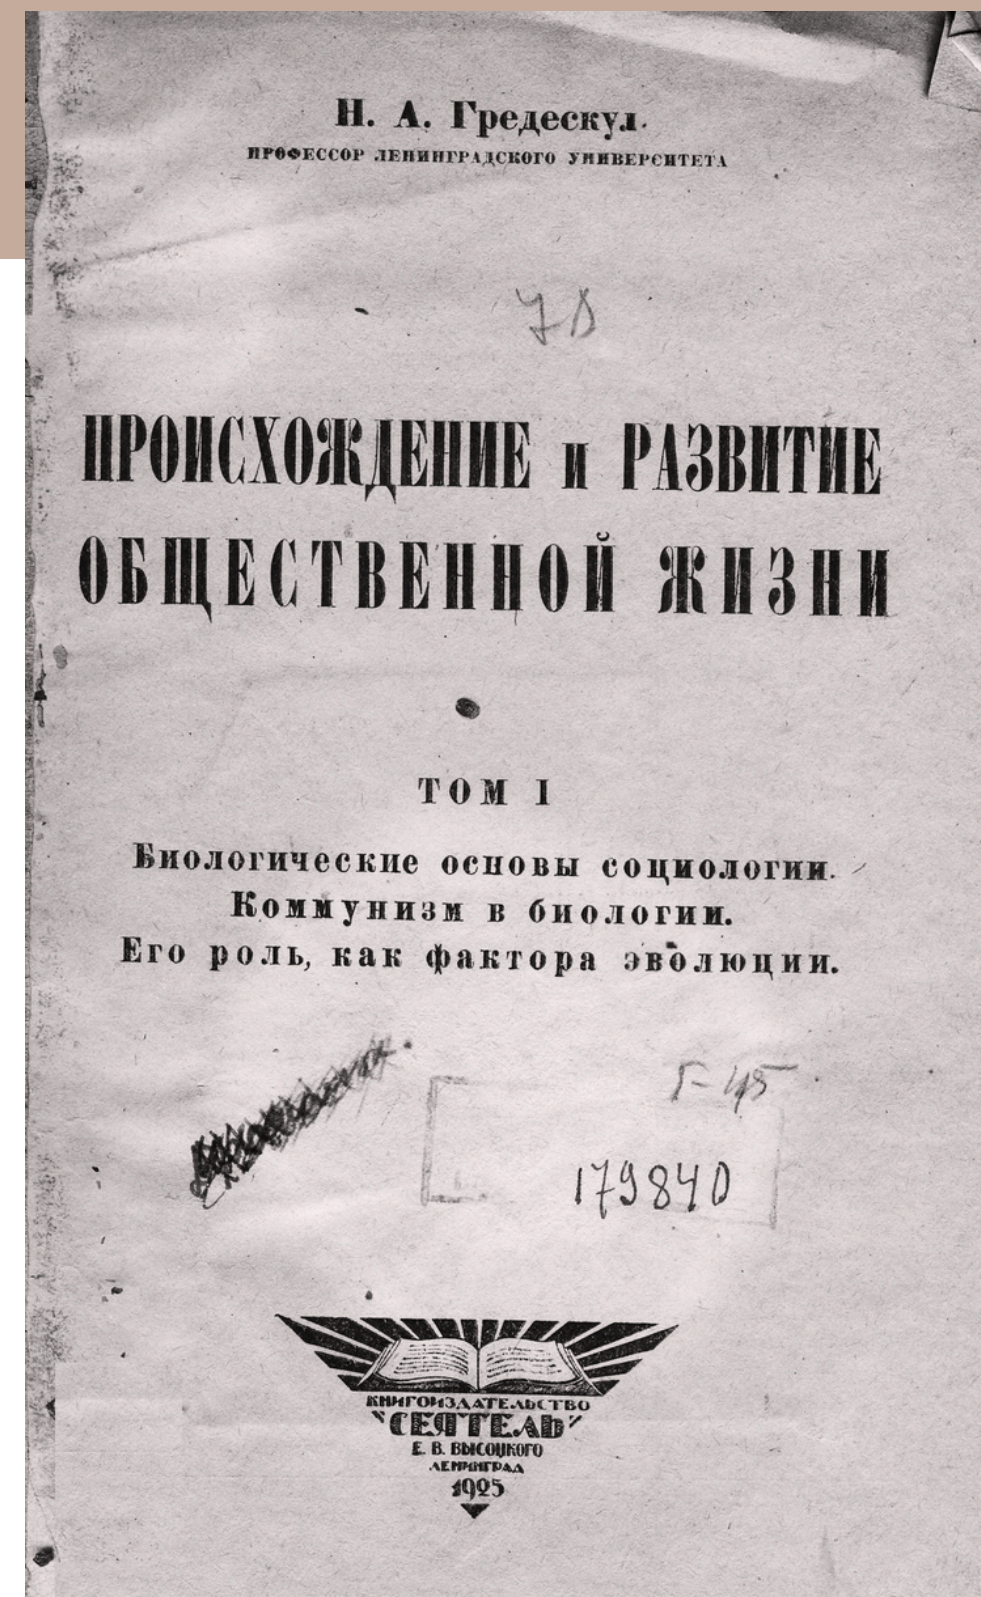 Н. А. Гредескул.
ПРОФЕССОР ЛЕНИНГРАДСКОГО УНИВЕРСИТЕТА
ПРОИСХОЖДЕНИЕ и РАЗВИТИЕ
ОБЩЕСТВЕННОЙ ЖИЗНИ
ТОМ I
Биологические основы социологии.
Коммунизм в биологии.
Его роль, как фактора эволюции.
Г-45
179840
КНИГОИЗДАТЕЛЬСТВО
"СЕЯТЕЛЬ"
Е. В. ВЫСОЦКОГО
ЛЕНИНГРАД
1925